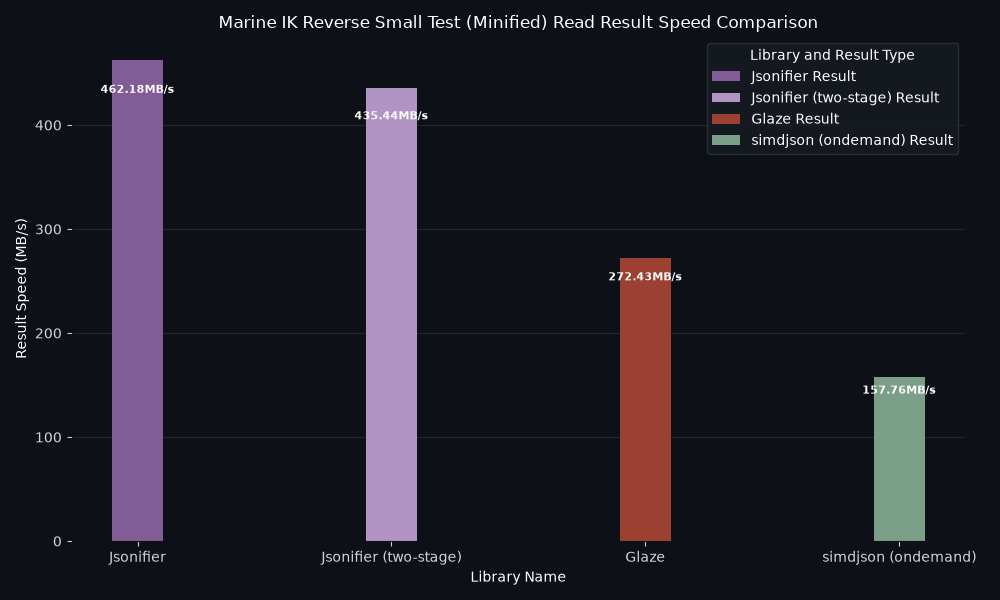 Marine IK Reverse Small Test (Minified) Read Result Speed Comparison
Library and Result Type
Jsonifier Result
Jsonifier (two-stage) Result
Glaze Result
simdjson (ondemand) Result
462.18MB/s
435.44MB/s
272.43MB/s
157.76MB/s
Result Speed (MB/s)
400
300
200
100
0
Jsonifier
Jsonifier (two-stage)
Glaze
simdjson (ondemand)
Library Name